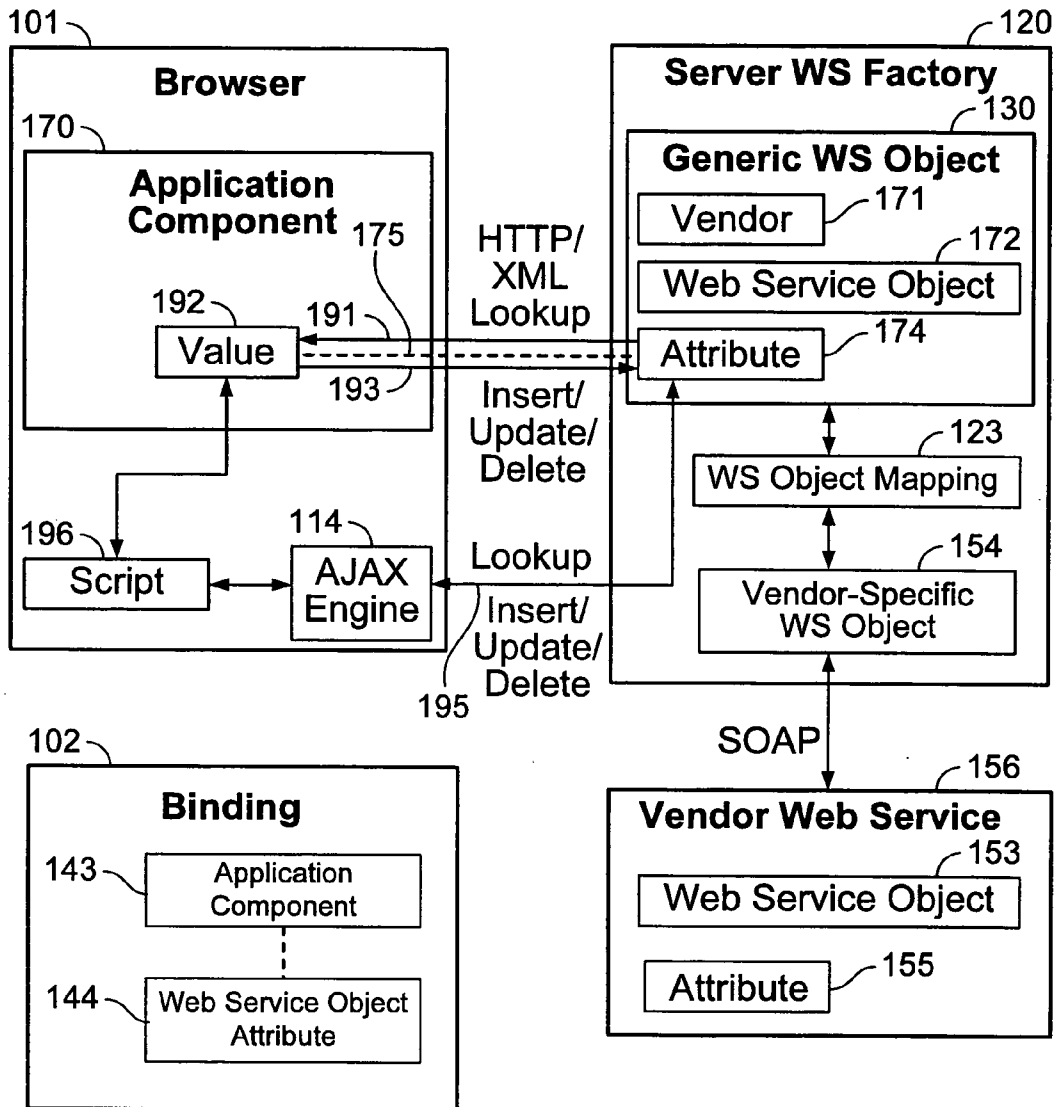 101
Browser
170
Application
Component
175
192
191
Value
193
HTTP/
XML
Lookup
Insert/
Update/
Delete
196
Script
114
AJAX
Engine
Lookup
Insert/
Update/
Delete
195
120
Server WS Factory
130
Generic WS Object
Vendor
171
172
Web Service Object
Attribute
174
123
WS Object Mapping
154
Vendor-Specific
WS Object
SOAP
156
Vendor Web Service
153
Web Service Object
Attribute
155
102
Binding
143
Application
Component
144
Web Service Object
Attribute